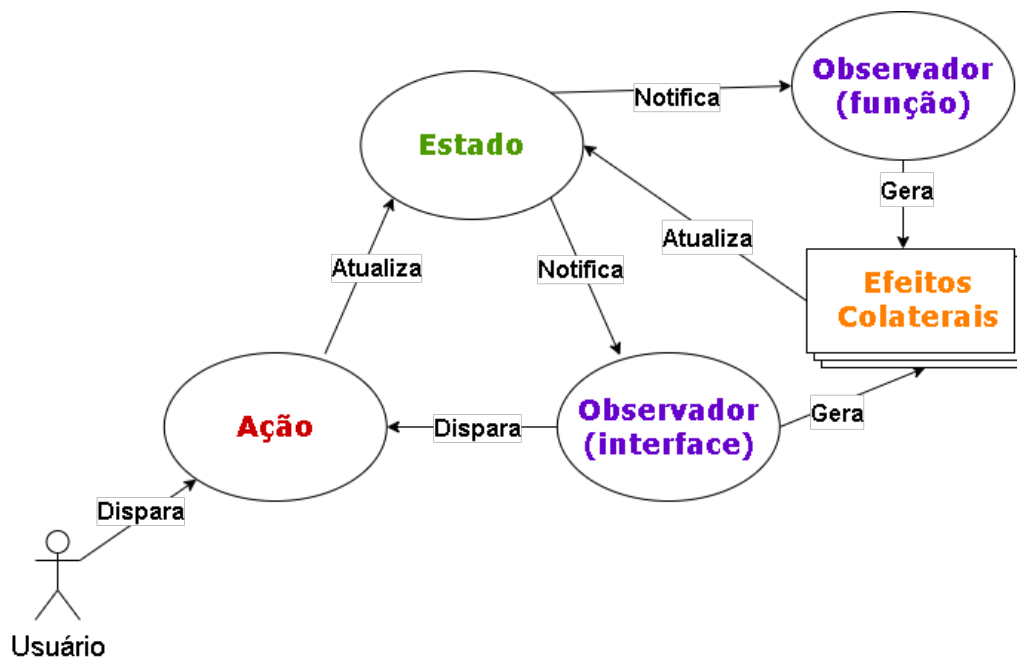 Observador
(função)
Notifica
Estado
Gera
Atualiza
Atualiza
Notifica
Efeitos
Colaterais
Observador
(interface)
Gera
Ação
Dispara
Dispara
Usuário